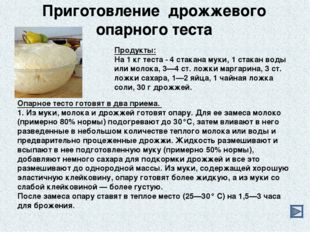 Приготовление дрожжевого
опарного теста
Продукты:
На 1 кг теста - 4 стакана муки, 1 стакан воды
или молока, 3—4 ст. ложки маргарина, 3 ст.
ложки сахара, 1—2 яйца, 1 чайная ложка
соли, 30 г дрожжей.
Опарное тесто готовят в два приема.
1. Из муки, молока и дрожжей готовят опару. Для ее замеса молоко
(примерно 80% нормы) подогревают до 30°С, затем вливают в него
разведенные в небольшом количестве теплого молока или воды и
предварительно процеженные дрожжи. Жидкость размешивают и
всыпают в нее подготовленную муку (примерно 50% нормы),
добавляют немного сахара для подкормки дрожжей и все это
размешивают до однородной массы. Из муки, содержащей хорошую
эластичную клейковину, опару готовят более жидкую, а из муки со
слабой клейковиной — более густую.
После замеса опару ставят в теплое место (25—30° С) на 1,5—3 часа
для брожения.